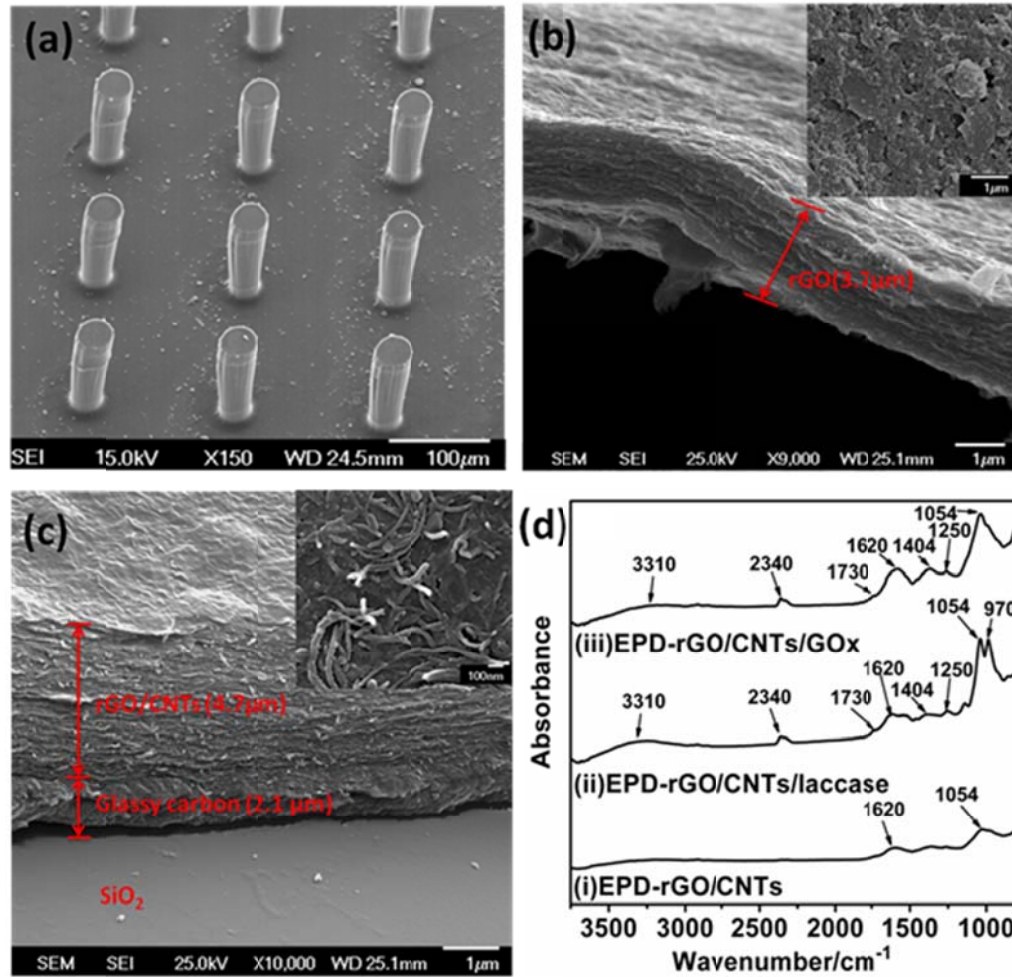 (a)
SEI 15.0kV X150 WD 24.5mm 100μm
(b)
1μm
rGO(3.7μm)
SEM SEI 25.0kV X9,000 WD 25.1mm 1μm
(c)
100nm
rGO/CNTs (4.7μm)
Glassy carbon (2.1 μm)
SiO2
SEM SEI 25.0kV X10,000 WD 25.1mm 1μm
(d)
Absorbance
3310 2340 1730 1620 1404 1054 1250
(iii)EPD-rGO/CNTs/GOx
3310 2340 1730 1620 1404 1250 1054 970
(ii)EPD-rGO/CNTs/laccase
1620 1054
(i)EPD-rGO/CNTs
3500 3000 2500 2000 1500 1000
Wavenumber/cm-1